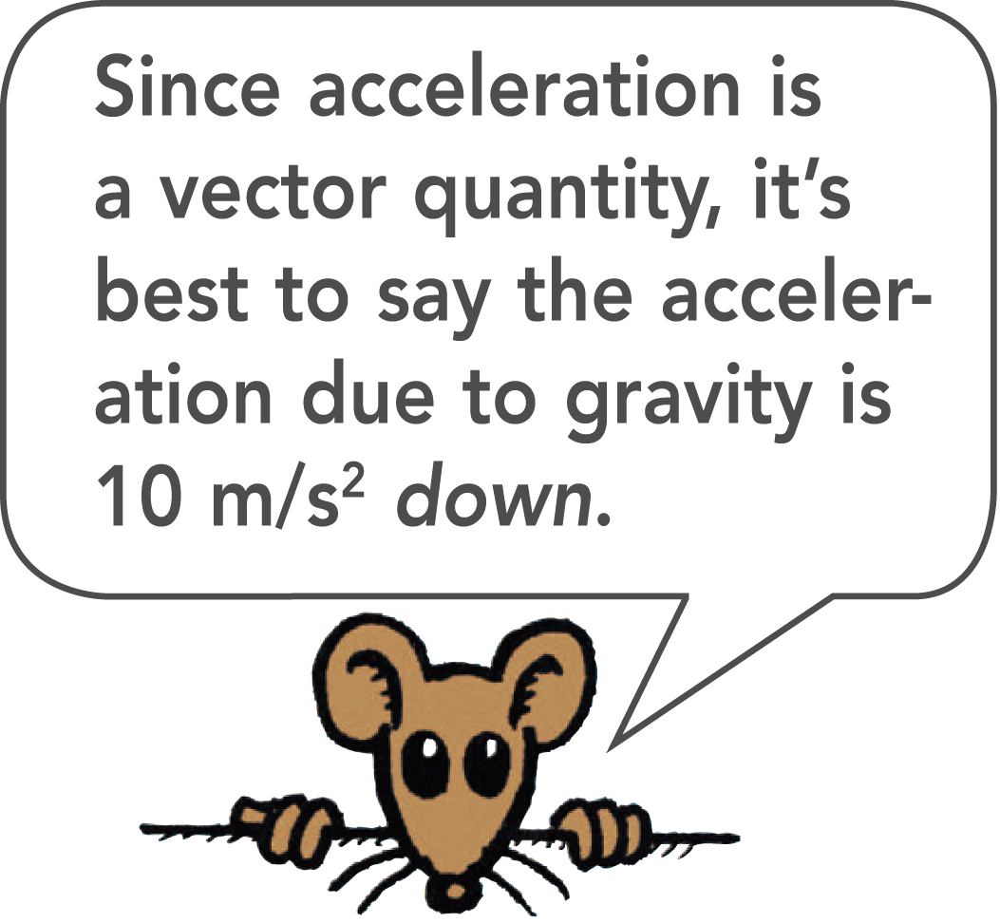 Since acceleration is
a vector quantity, it’s
best to say the acceler-
ation due to gravity is
10 m/s² down.